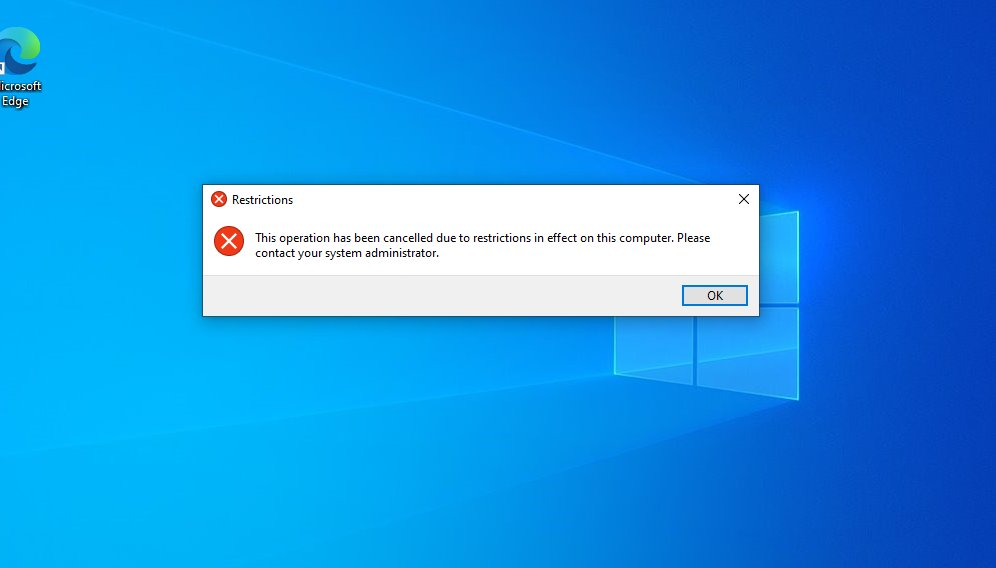 icrosoft
Edge
Restrictions
This operation has been cancelled due to restrictions in effect on this computer. Please
contact your system administrator.
OK